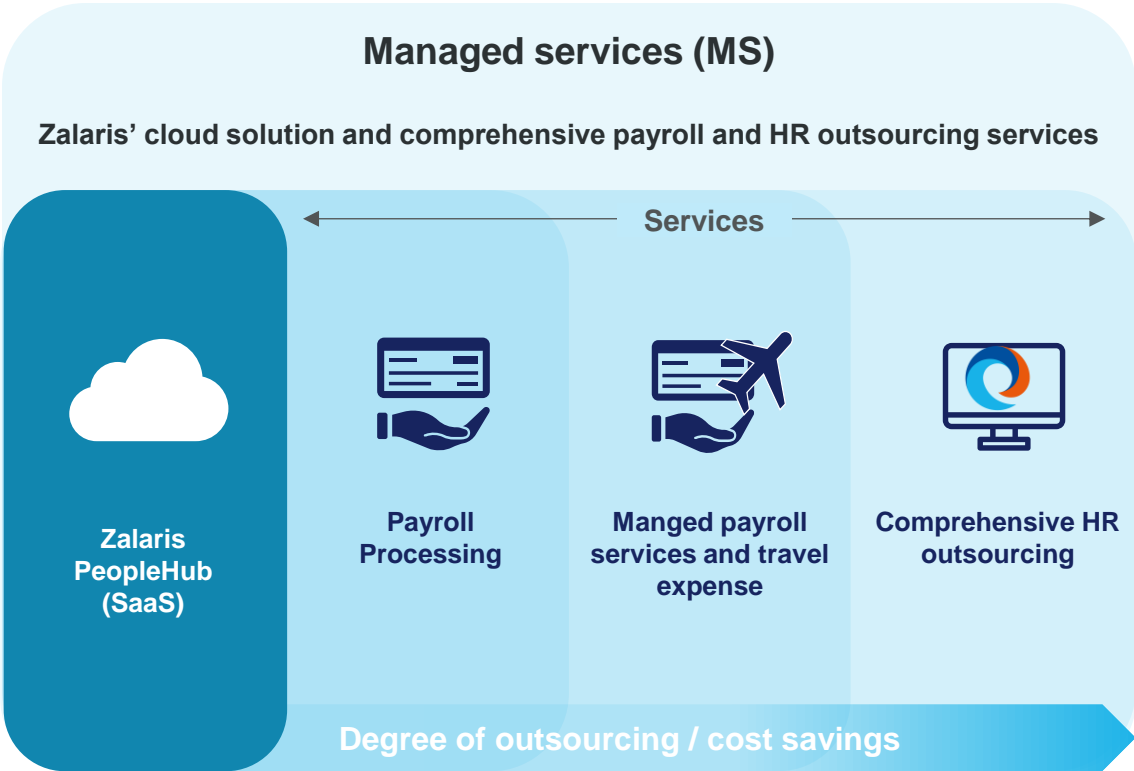 Managed services (MS)
Zalaris’ cloud solution and comprehensive payroll and HR outsourcing services
Services
Zalaris
PeopleHub
(SaaS)
Payroll
Processing
Manged payroll
services and travel
expense
Comprehensive HR
outsourcing
Degree of outsourcing / cost savings